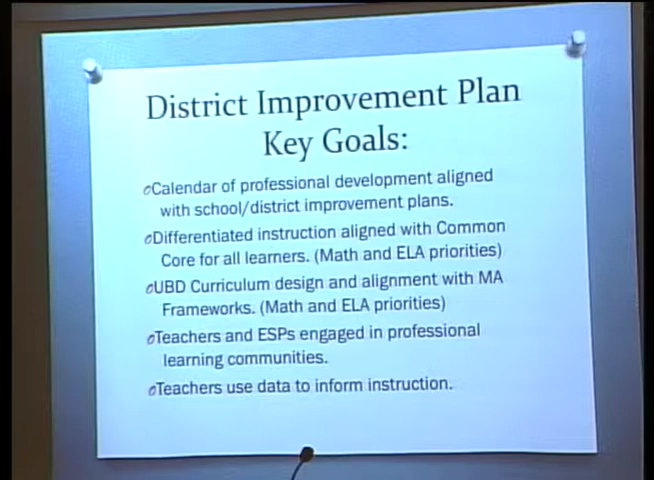 District Improvement Plan
Key Goals:
Calendar of professional development aligned
with school/district improvement plans.
Differentiated instruction aligned with Common
Core for all learners. (Math and ELA priorities)
UBD Curriculum design and alignment with MA
Frameworks. (Math and ELA priorities)
Teachers and ESPs engaged in professional
learning communities.
Teachers use data to inform instruction.